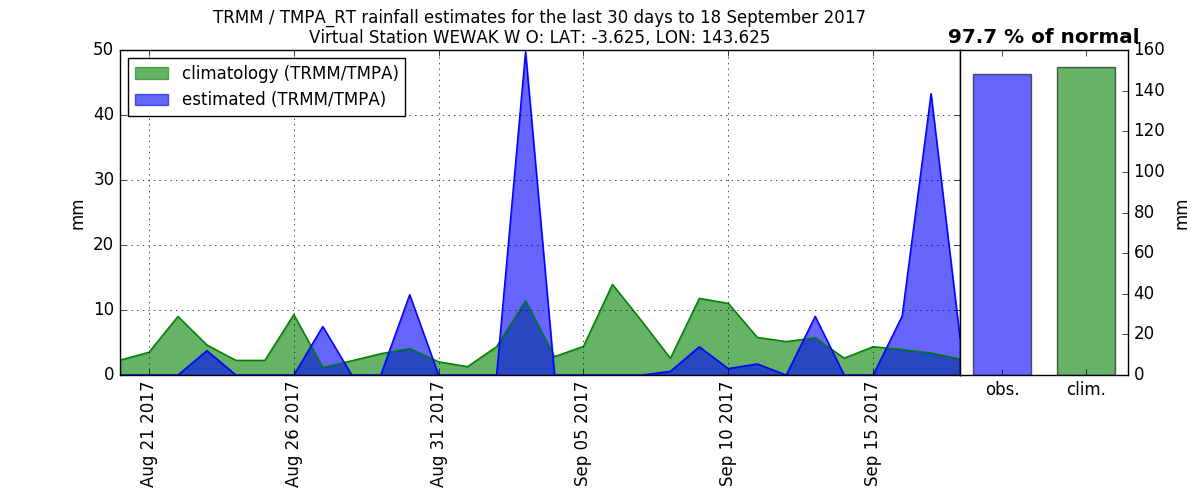 TRMM / TMPA_RT rainfall estimates for the last 30 days to 18 September 2017
Virtual Station WEWAK W O: LAT: -3.625, LON: 143.625
97.7 % of normal
climatology (TRMM/TMPA)
estimated (TRMM/TMPA)
50
40
30
20
10
0
mm
Aug 21 2017
Aug 26 2017
Aug 31 2017
Sep 05 2017
Sep 10 2017
Sep 15 2017
obs.
clim.
160
140
120
100
80
60
40
20
0
mm